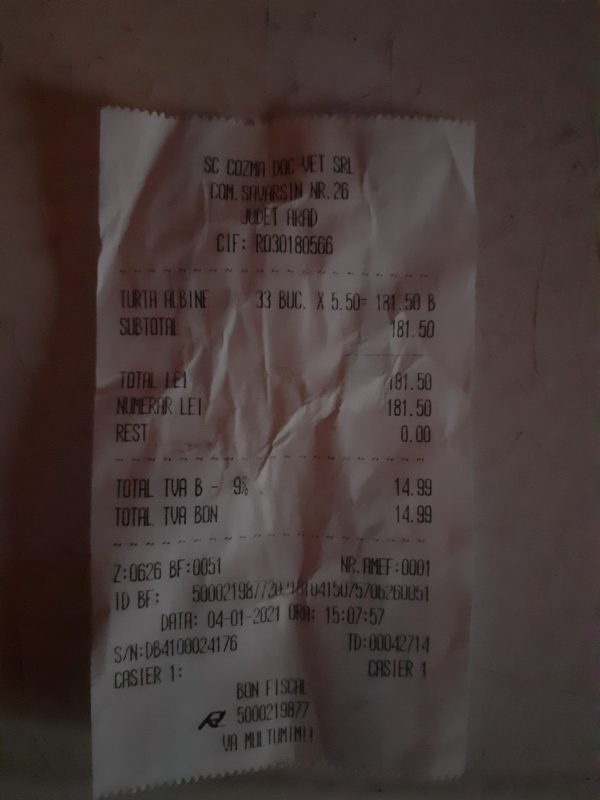 SC COZMA DOC VET SRL
COM. SAVARSIN NR. 26
JUDET ARAD
CIF: RO30180566
TURTA ALBINE 33 BUC. X 5.50= 181.50 B
SUBTOTAL 181.50
TOTAL LEI 181.50
NUMERAR LEI 181.50
REST 0.00
TOTAL TVA B - 9% 14.99
TOTAL TVA BON 14.99
Z:0626 BF:0051 NR.AMEF:0001
ID BF:
DATA: 04-01-2021 ORA: 15:07:57
S/N:DB4100024176 TD:00042714
CASIER 1: CASIER 1
BON FISCAL
5000219877
VA MULTUMIM!!